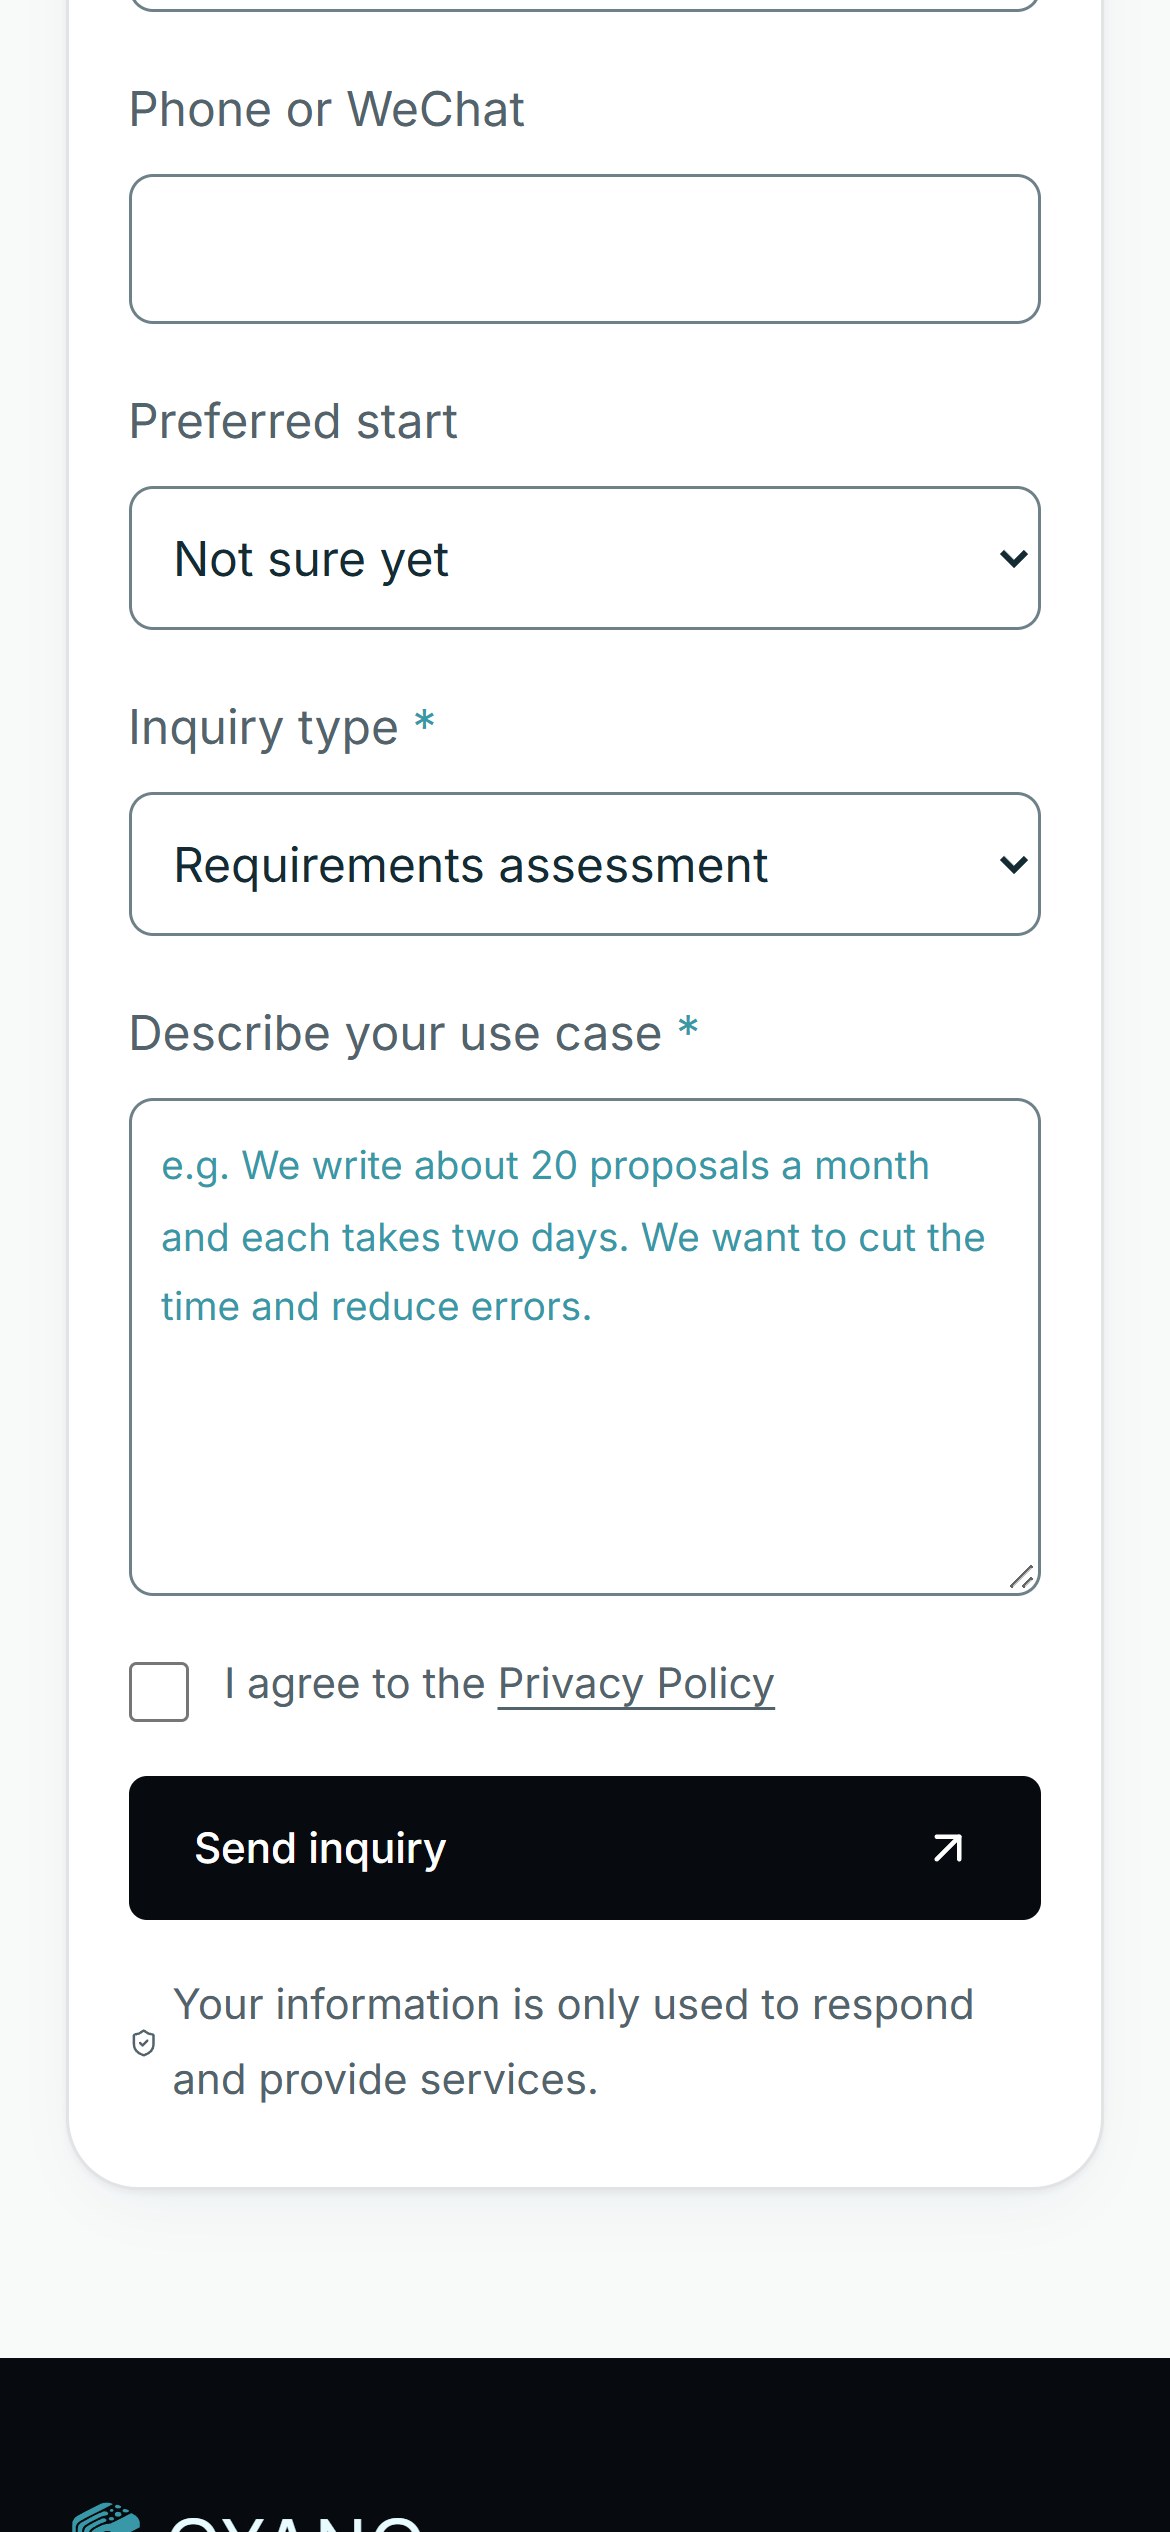 Phone or WeChat
Preferred start
Not sure yet
Inquiry type *
Requirements assessment
Describe your use case *
e.g. We write about 20 proposals a month
and each takes two days. We want to cut the
time and reduce errors.
I agree to the Privacy Policy
Send inquiry
Your information is only used to respond
and provide services.